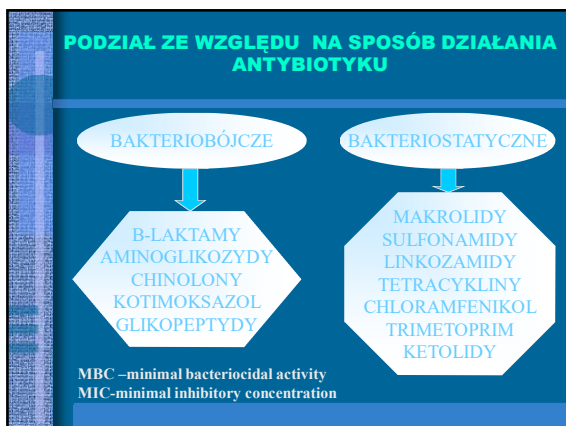 PODZIAŁ ZE WZGLĘDU NA SPOSÓB DZIAŁANIA
ANTYBIOTYKU
BAKTERIOBÓJCZE
B-LAKTAMY
AMINOGLIKOZYDY
CHINOLONY
KOTIMOKSAZOL
GLIKOPEPTYDY
BAKTERIOSTATYCZNE
MAKROLIDY
SULFONAMIDY
LINKOZAMIDY
TETRACYKLINY
CHLORAMFENIKOL
TRIMETOPRIM
KETOLIDY
MBC –minimal bacteriocidal activity
MIC-minimal inhibitory concentration